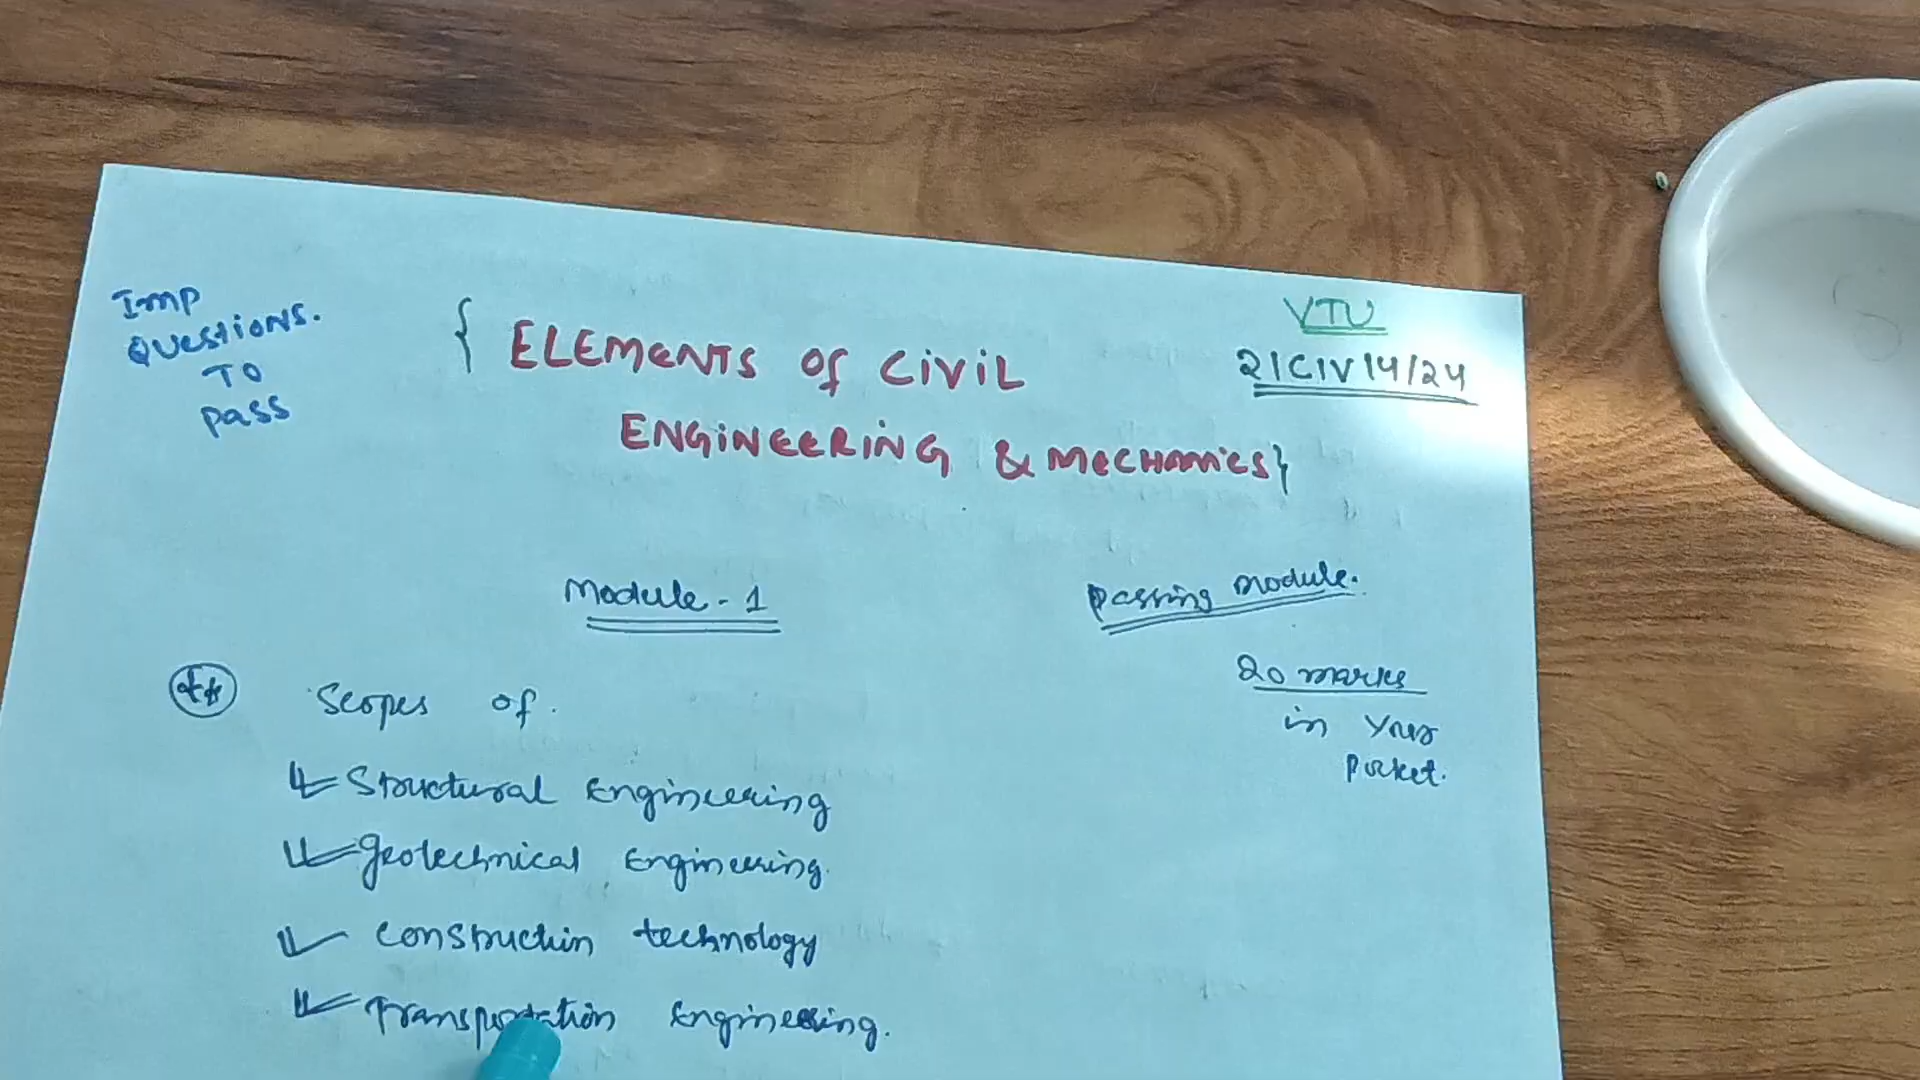 Imp
Questions.
To
pass
{ ELEMENTS Of CiViL
ENGiNEERiNG & MECHanics}
VTU
21CIV14/24
Module - 1
passing module.
20 marks
in your
pocket.
**
Scopes of.
Structural Engineering
Geotechnical Engineering.
Construction technology
Transportation Engineering.